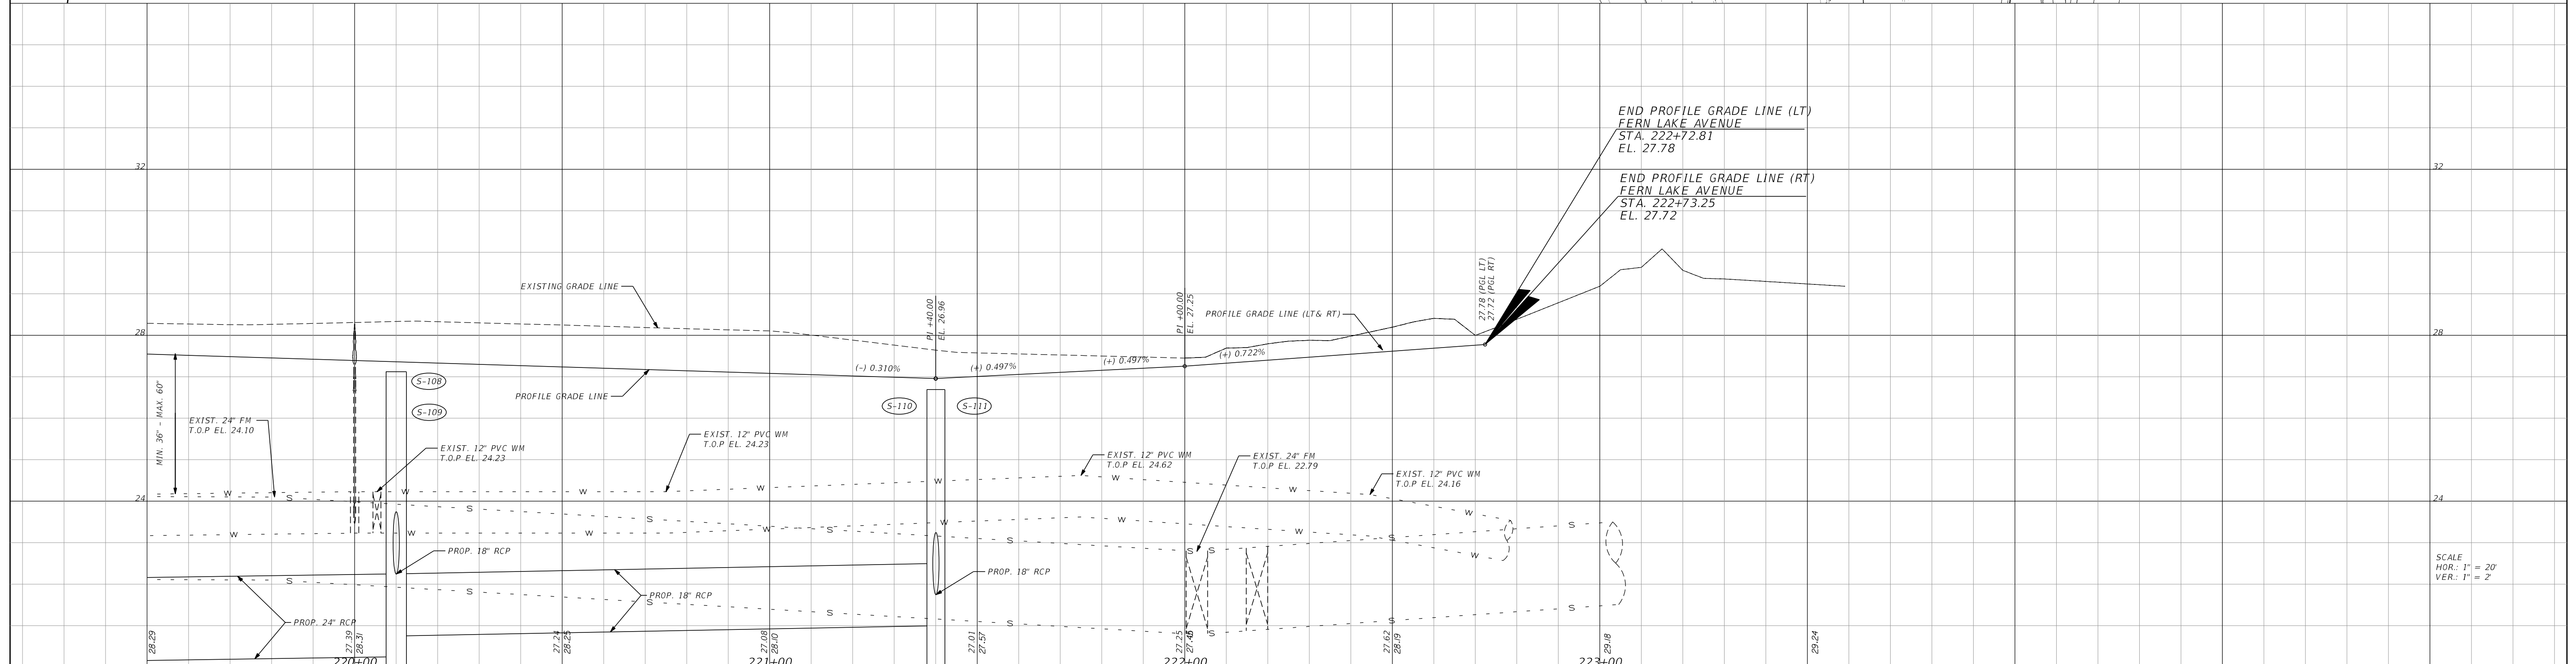 END PROFILE GRADE LINE (LT)
FERN LAKE AVENUE
STA. 222+72.81
EL. 27.78
32
32
END PROFILE GRADE LINE (RT)
FERN LAKE AVENUE
STA. 222+73.25
EL. 27.72
EXISTING GRADE LINE
PI +40.00
EL. 26.96
PI +00.00
EL. 27.25
PROFILE GRADE LINE (LT& RT)
27.78 (PGL LT)
27.72 (PGL RT)
28
28
(-) 0.310%
(+) 0.497%
(+) 0.497%
(+) 0.722%
MIN. 36" - MAX. 60"
S-108
PROFILE GRADE LINE
S-109
S-110
S-111
EXIST. 24" FM
T.O.P EL. 24.10
EXIST. 12" PVC WM
T.O.P EL. 24.23
EXIST. 12" PVC WM
T.O.P EL. 24.23
EXIST. 12" PVC WM
T.O.P EL. 24.62
EXIST. 24" FM
T.O.P EL. 22.79
EXIST. 12" PVC WM
T.O.P EL. 24.16
24
24
W W W W W W W W
S S S S S S S S S
W W W W W W W W
PROP. 18" RCP
PROP. 18" RCP
PROP. 18" RCP
S S S S S S S S S
PROP. 24" RCP
SCALE
HOR.: 1" = 20'
VER.: 1" = 2'
28.29
27.39
28.31
27.24
28.25
27.08
28.10
27.01
27.57
27.25
27.45
27.62
28.19
29.18
29.24
220+00
221+00
222+00
223+00